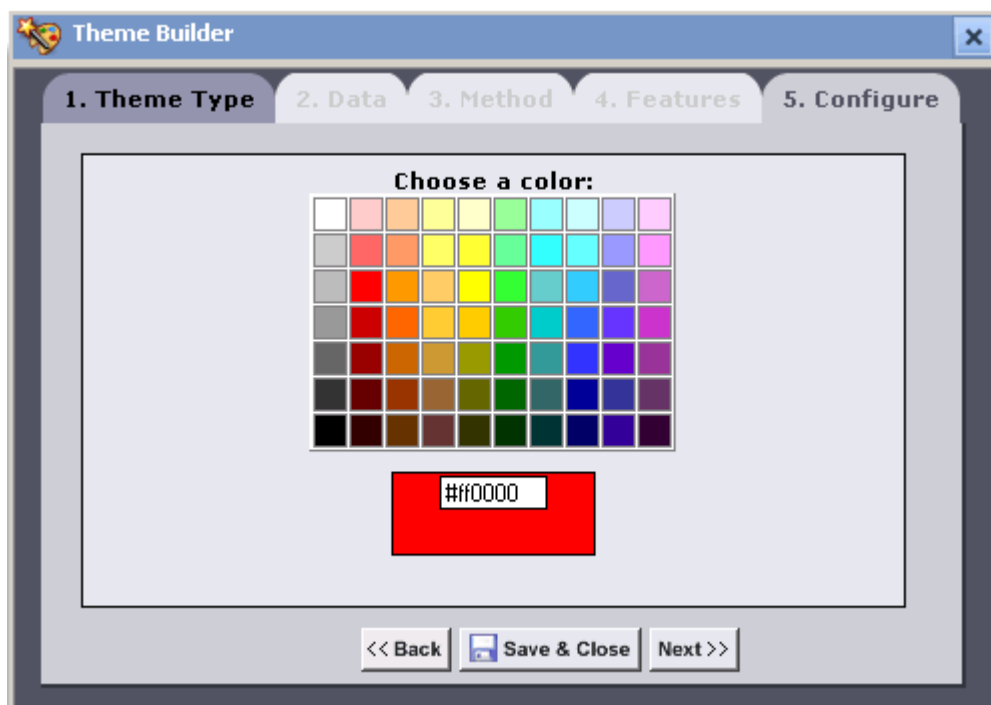 Theme Builder
1. Theme Type 2. Data 3. Method 4. Features 5. Configure
Choose a color:
#ff0000
<< Back Save & Close Next >>